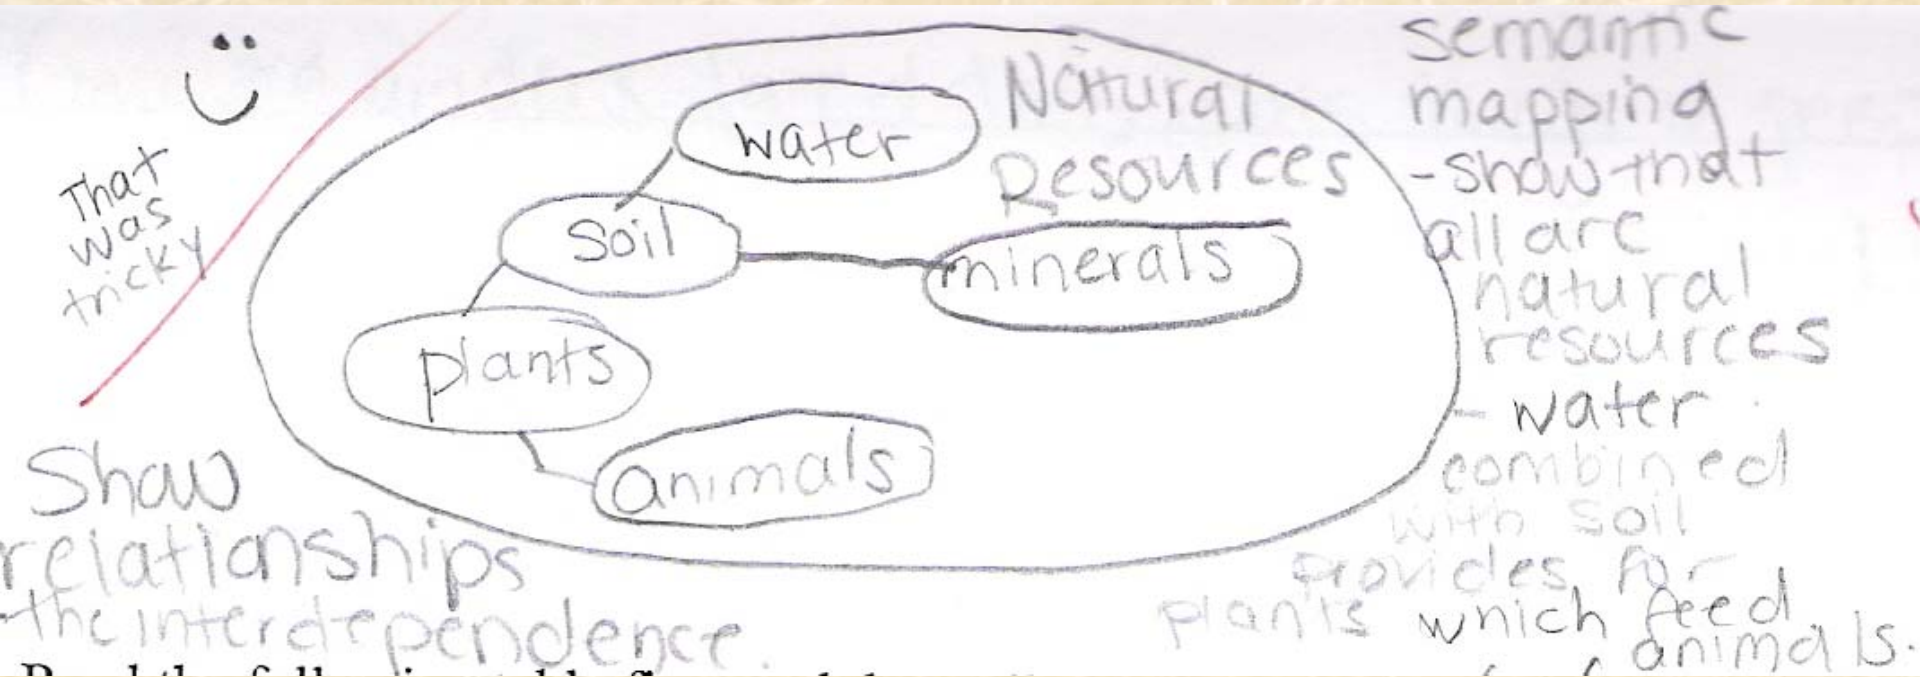 That
was
tricky
Natural
Resources
water
Soil
minerals
plants
animals
semantic
mapping
- show that
all are
natural
resources
- water
combined
with soil
provides for
plants which feed
animals.
Show
relationships
- the interdependence.